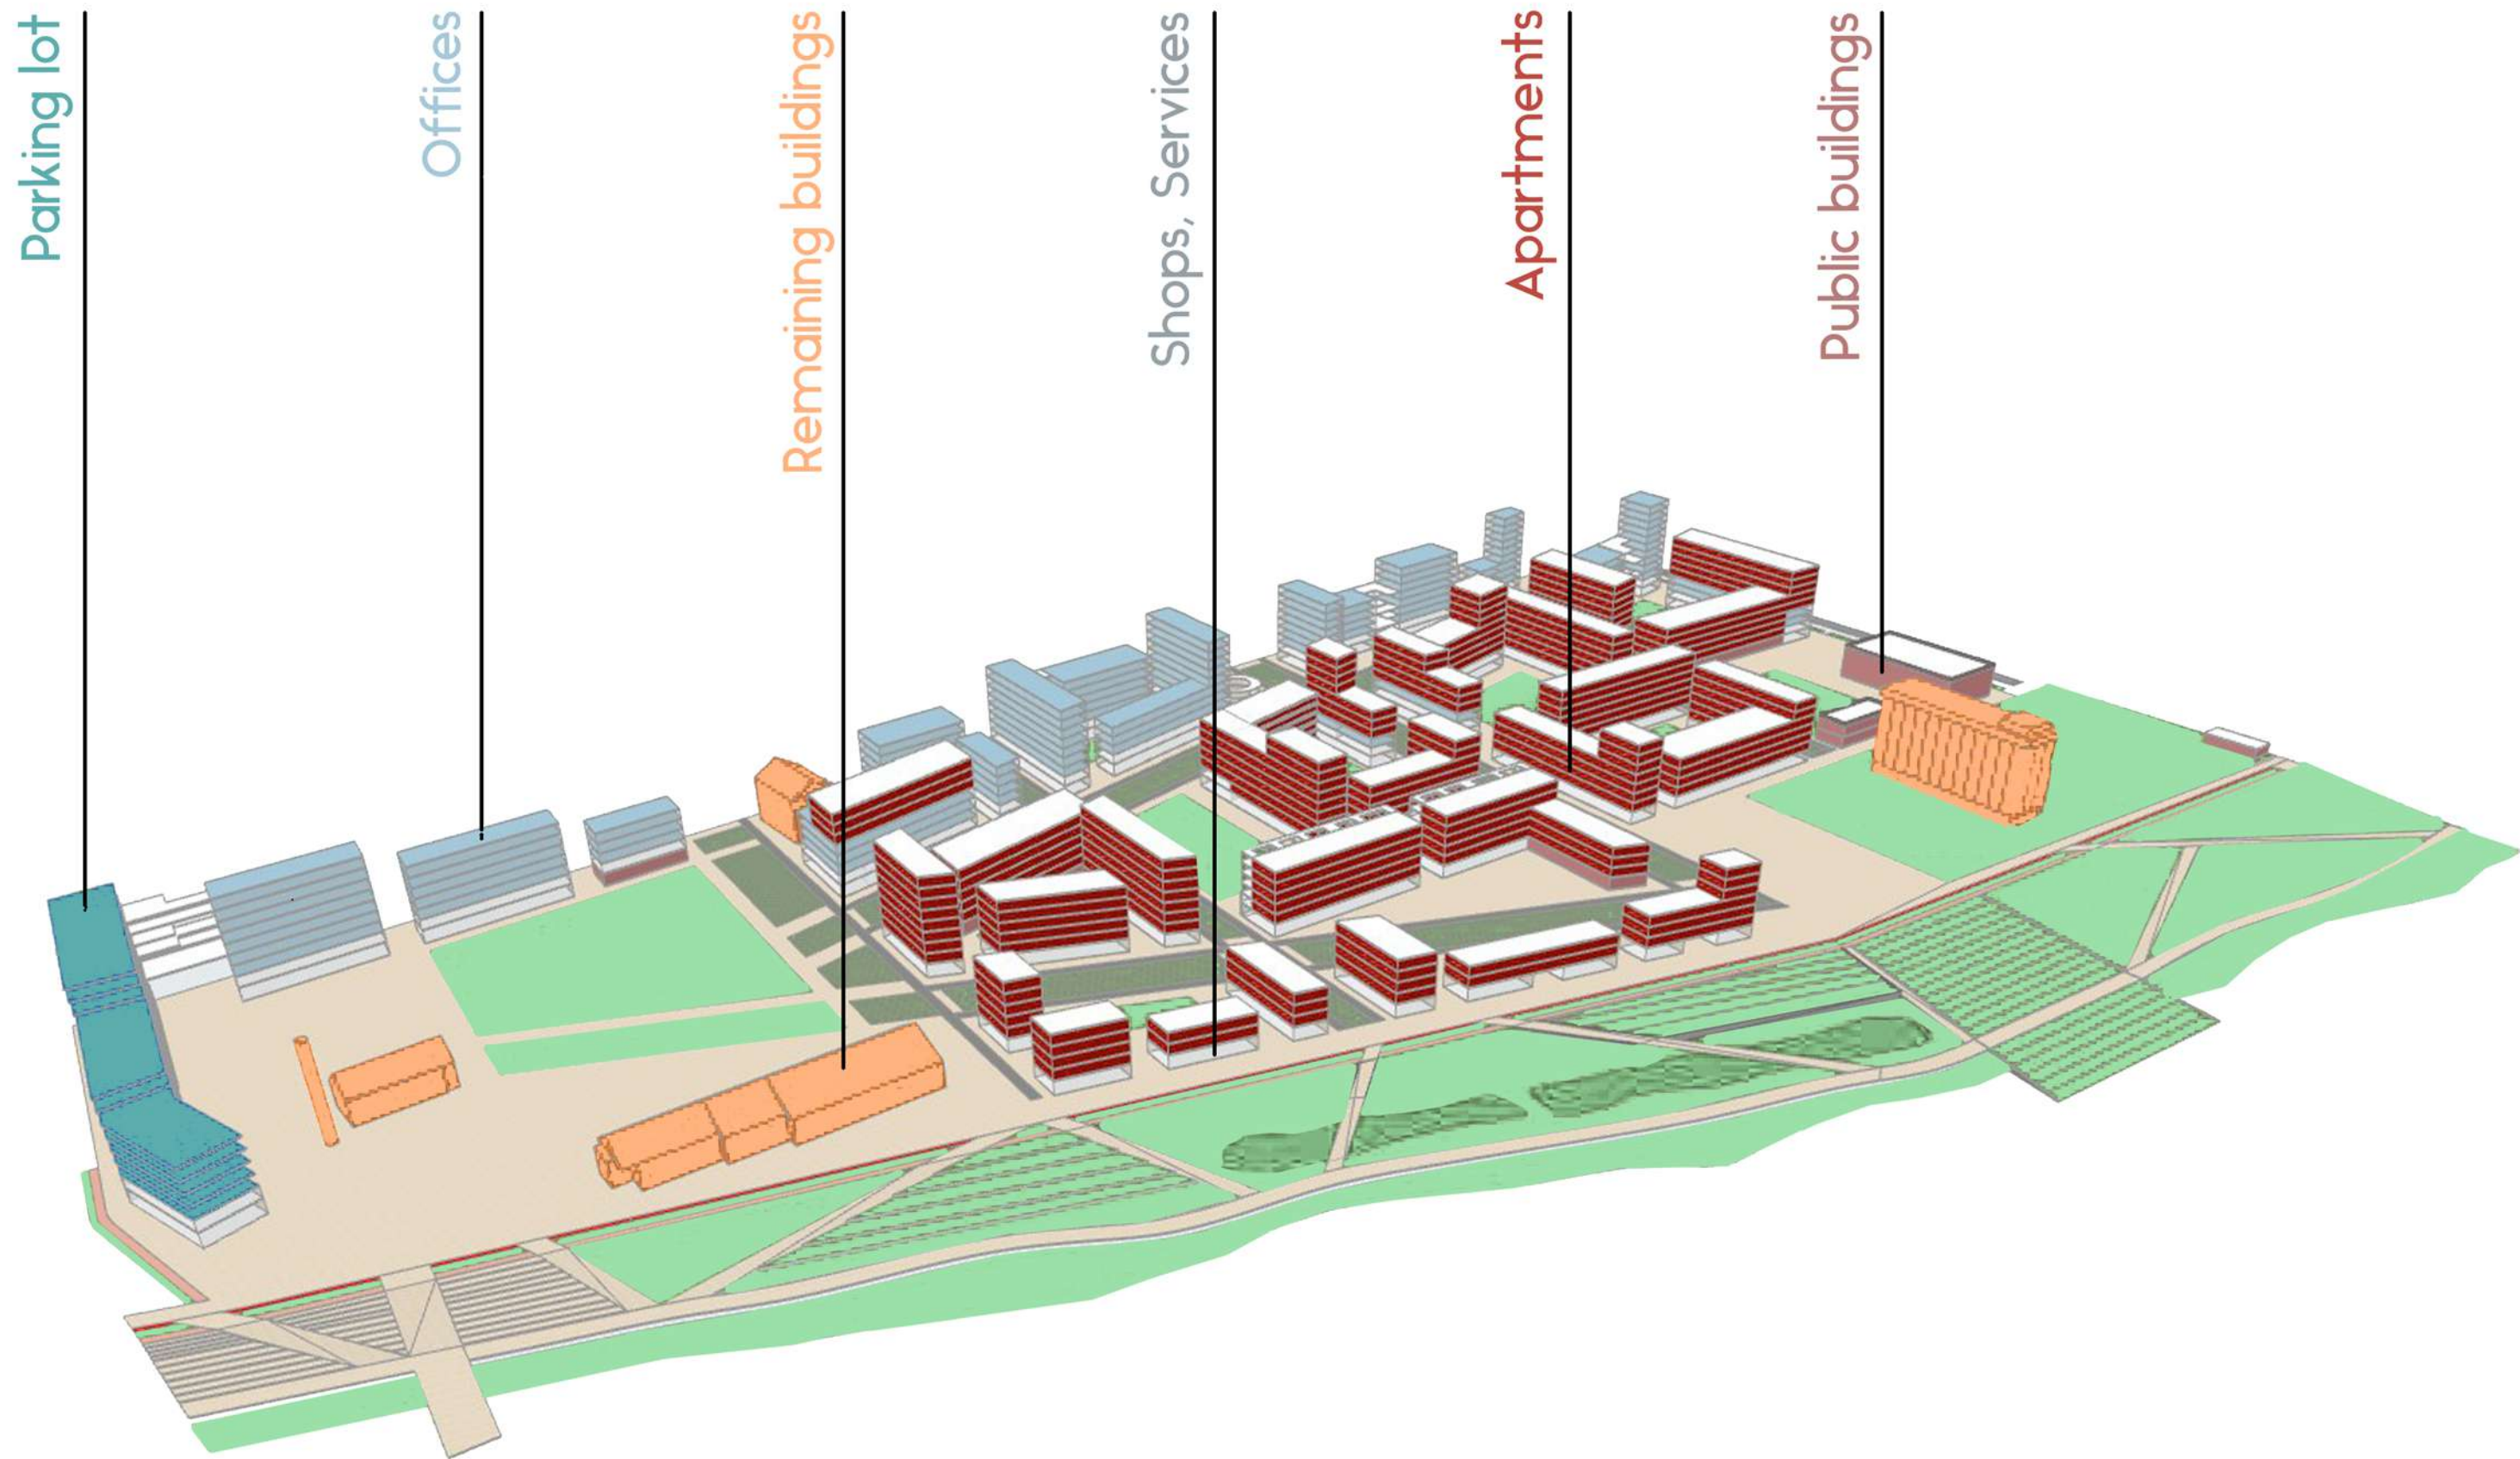 Parking lot
Offices
Remaining buildings
Shops, Services
Apartments
Public buildings